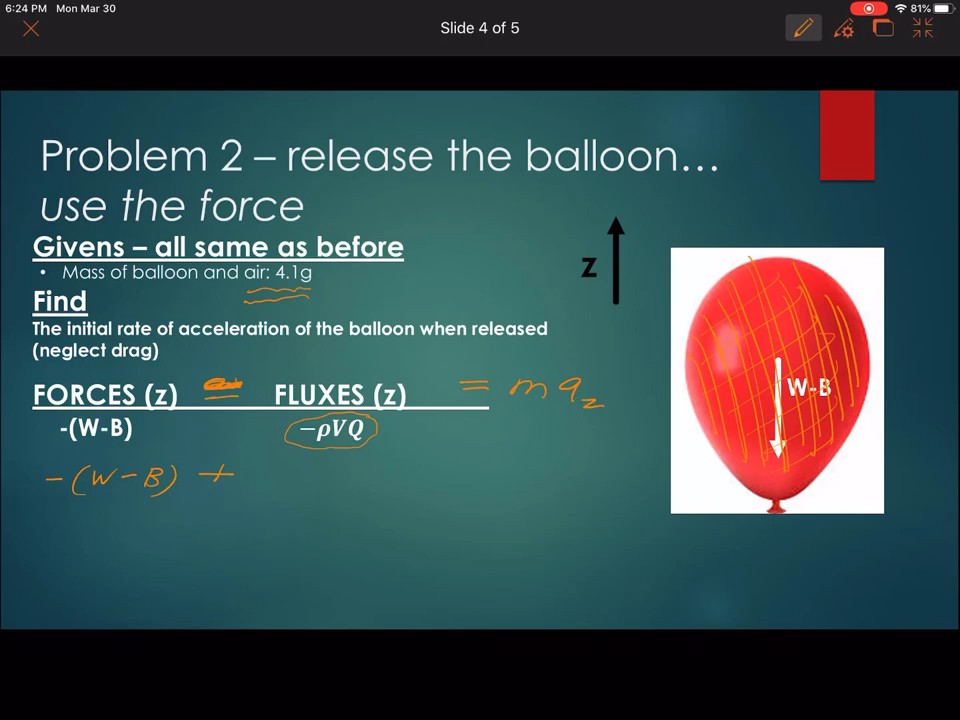 6:24 PM Mon Mar 30
81%
Slide 4 of 5
Problem 2 – release the balloon…
use the force
Givens – all same as before
• Mass of balloon and air: 4.1g
Find
The initial rate of acceleration of the balloon when released
(neglect drag)
FORCES (z) = FLUXES (z) = m a_z
-(W-B) −ρVQ
-(W-B) +
Z
W-B